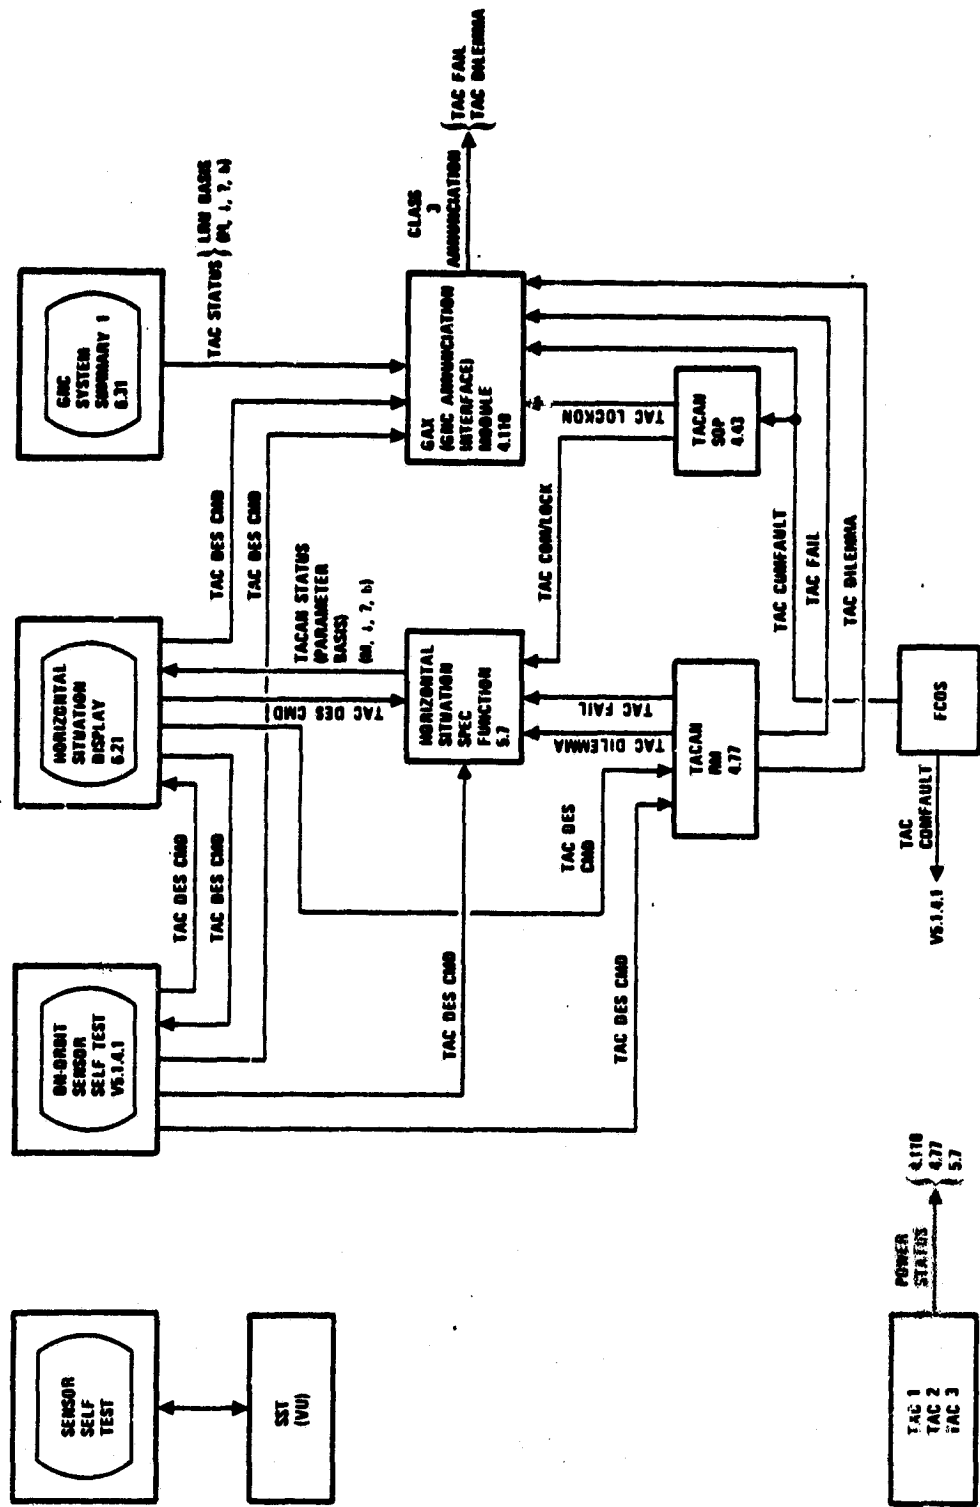 SENSOR
SELF
TEST
SST
(VU)
TAC 1
TAC 2
TAC 3
POWER
STATUS
4.110
4.77
5.7
ON-ORBIT
SENSOR
SELF TEST
V5.1.4.1
TAC DES CMD
TAC DES CMD
TAC DES CMD
TAC DES CMD
HORIZONTAL
SITUATION
DISPLAY
6.21
TAC DES CMD
TAC DES CMD
TAC DES CMD
TACAN STATUS
(PARAMETER
BASIS)
(M, ↓, ?, b)
HORIZONTAL
SITUATION
SPEC
FUNCTION
5.7
TAC DES
CMD
TAC DILEMMA
TAC FAIL
TACAN
RM
4.77
TAC COM/LOCK
TAC COMFAULT
TAC FAIL
TAC DILEMMA
FCOS
TAC
COMFAULT
V5.1.4.1
GNC
SYSTEM
SUMMARY 1
6.31
TAC STATUS
LRU BASIS
(M, ↓, ?, b)
GAX
(GNC ANNUNCIATION
INTERFACE)
MODULE
4.110
TAC LOCKON
TACAN
SOP
4.43
CLASS
3
ANNUNCIATION
TAC FAIL
TAC DILEMMA